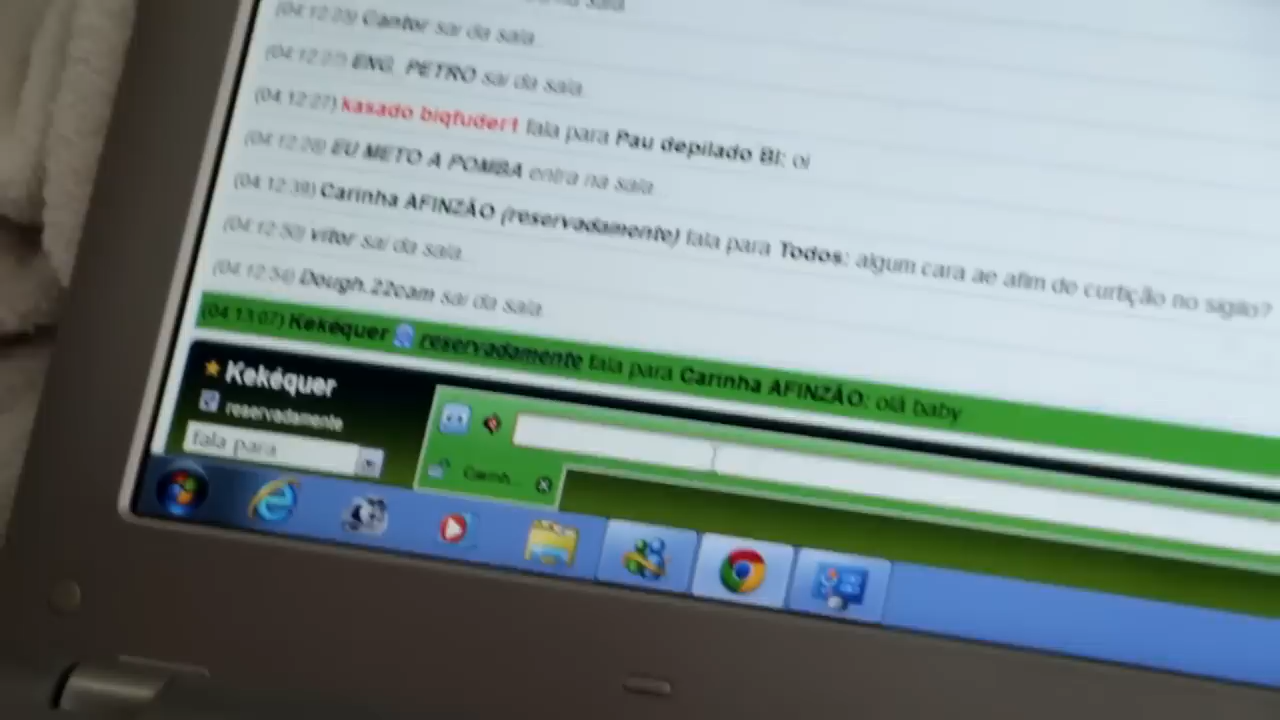 sala
(04:12:23) Cantor sai da sala.
(04:12:27) ENG. PETRO sai da sala.
(04:12:27) kasado biqfuder1 fala para Pau depilado BI: oi
(04:12:28) EU METO A POMBA entra na sala.
(04:12:39) Carinha AFINZÃO (reservadamente) fala para Todos: algum cara ae afim de curtição no sigilo?
(04:12:50) vitor sai da sala.
(04:12:54) Dough.22cam sai da sala.
(04:13:07) Kekéquer reservadamente fala para Carinha AFINZÃO: olá baby
Kekéquer
reservadamente
fala para
Carinh...